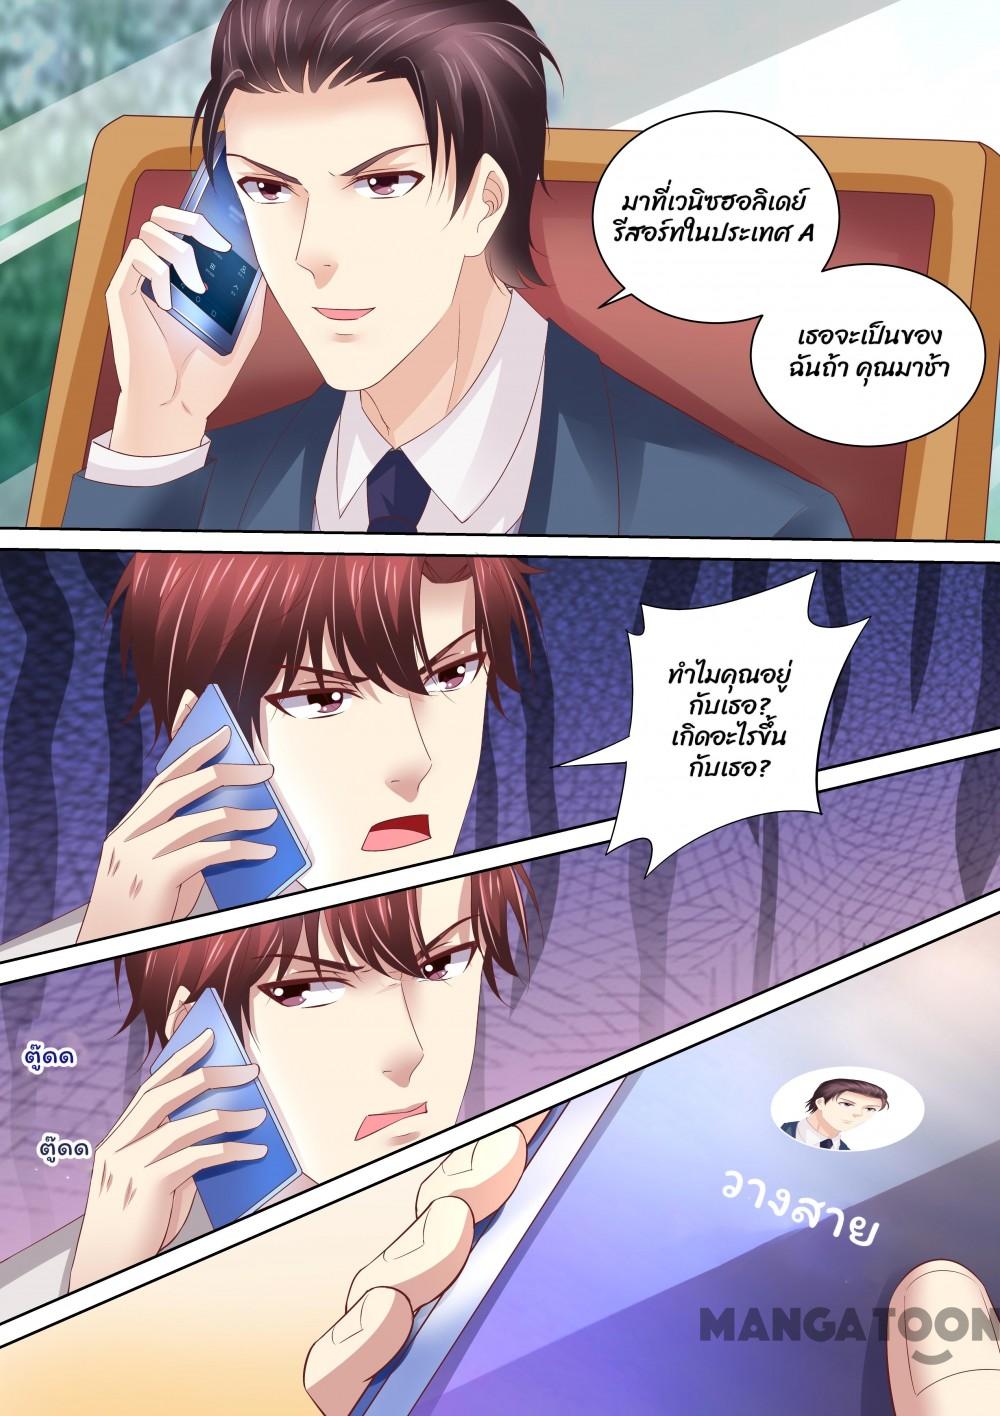 มาที่เวนิซฮอลิเดย์
รีสอร์ทในประเทศ A
เธอจะเป็นของ
ฉันถ้า คุณมาช้า
ทำไมคุณอยู่
กับเธอ?
เกิดอะไรขึ้น
กับเธอ?
ตู๊ดด
ตู๊ดด
วางสาย
MANGATOON